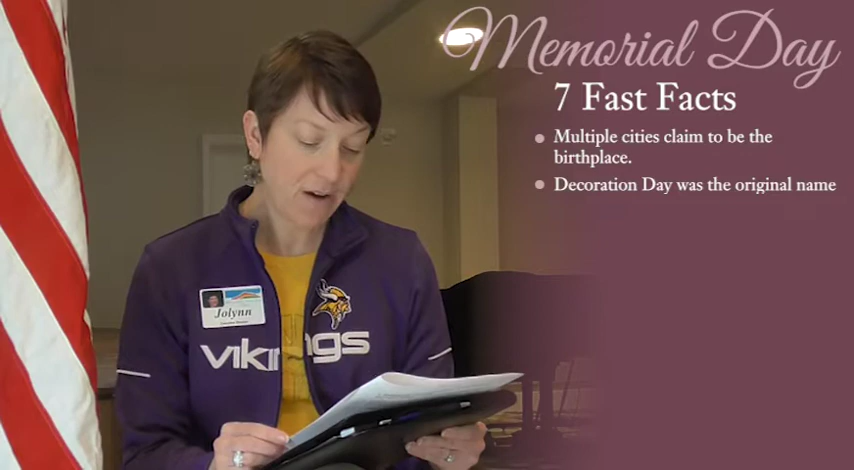 Memorial Day
7 Fast Facts
Multiple cities claim to be the
birthplace.
Decoration Day was the original name
Jolynn
vikings